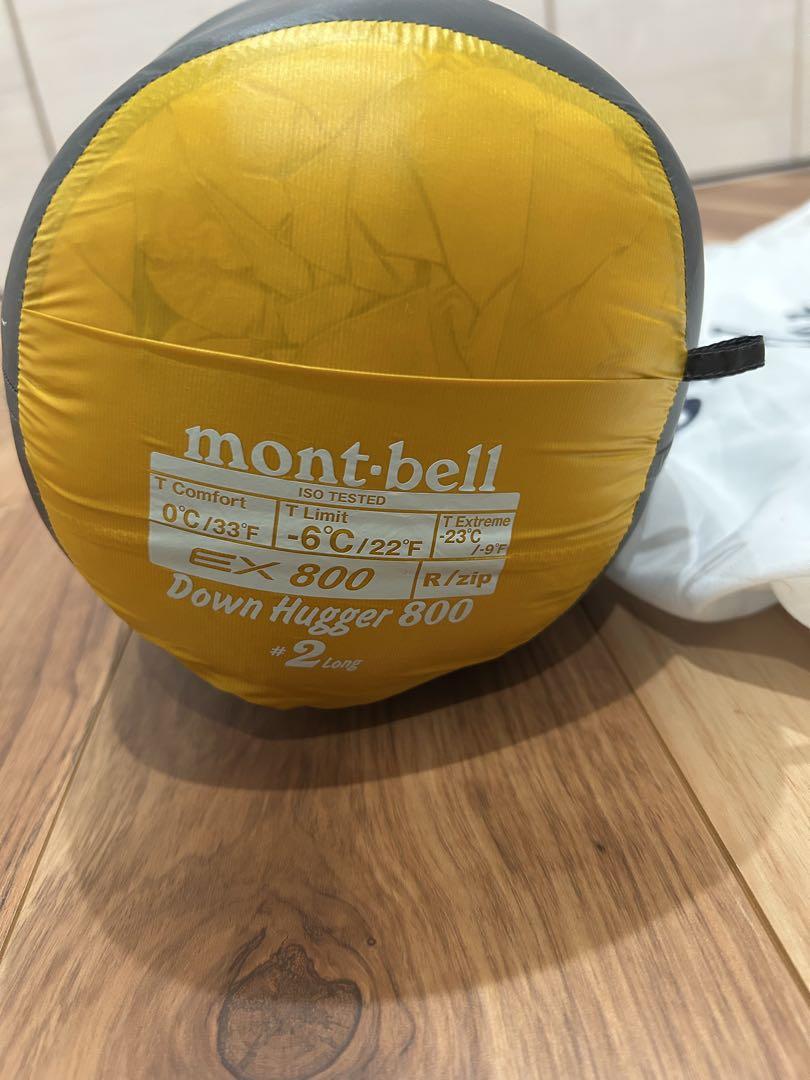 mont-bell
ISO TESTED
T Comfort
0°C/33°F
T Limit
-6°C/22°F
T Extreme
-23°C
/-9°F
EX 800
R/zip
Down Hugger 800
#2 Long